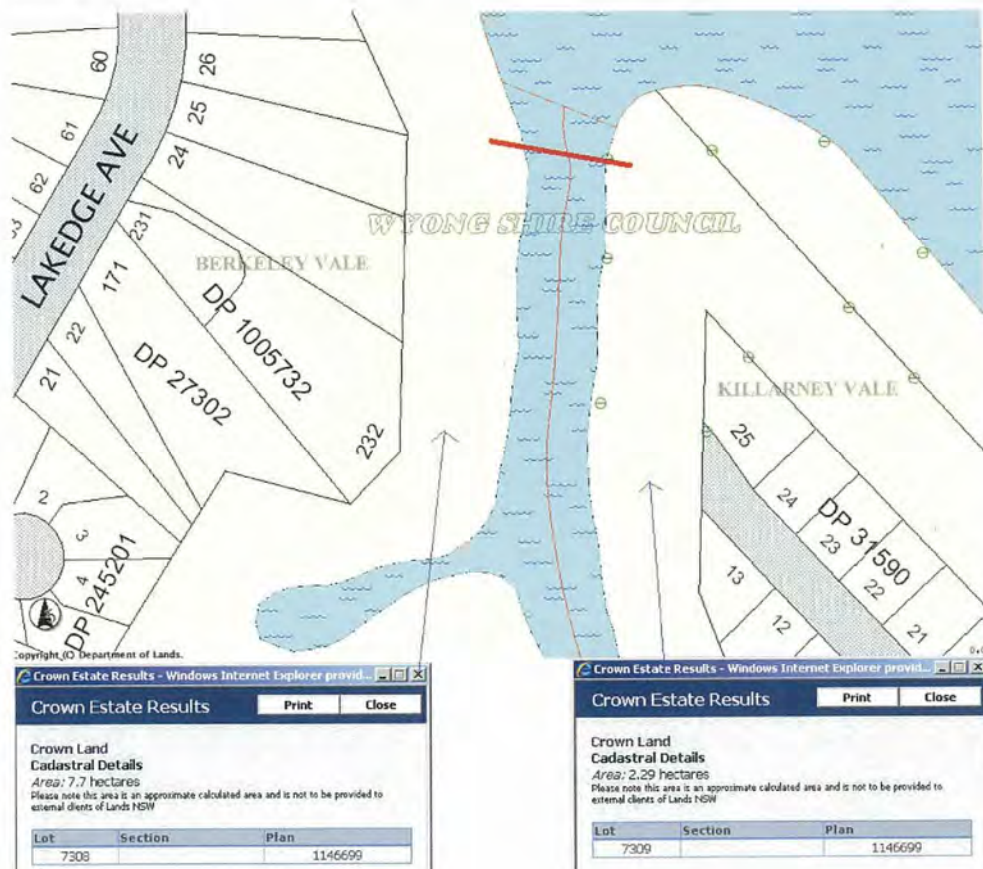 60
26
61
25
62
24
LAKEDGE AVE
231
WYONG SHIRE COUNCIL
BERKELEY VALE
171
DP 1005732
22
21
DP 27302
KILLARNEY VALE
232
25
24
DP 31590
23
22
21
13
12
2
3
4
DP 245201
Copyright (C) Department of Lands.
Crown Estate Results - Windows Internet Explorer provid...
Crown Estate Results Print Close
Crown Land
Cadastral Details
Area: 7.7 hectares
Please note this area is an approximate calculated area and is not to be provided to
external clients of Lands NSW
Lot Section Plan
7308 1146699
Crown Estate Results - Windows Internet Explorer provid...
Crown Estate Results Print Close
Crown Land
Cadastral Details
Area: 2.29 hectares
Please note this area is an approximate calculated area and is not to be provided to
external clients of Lands NSW
Lot Section Plan
7309 1146699